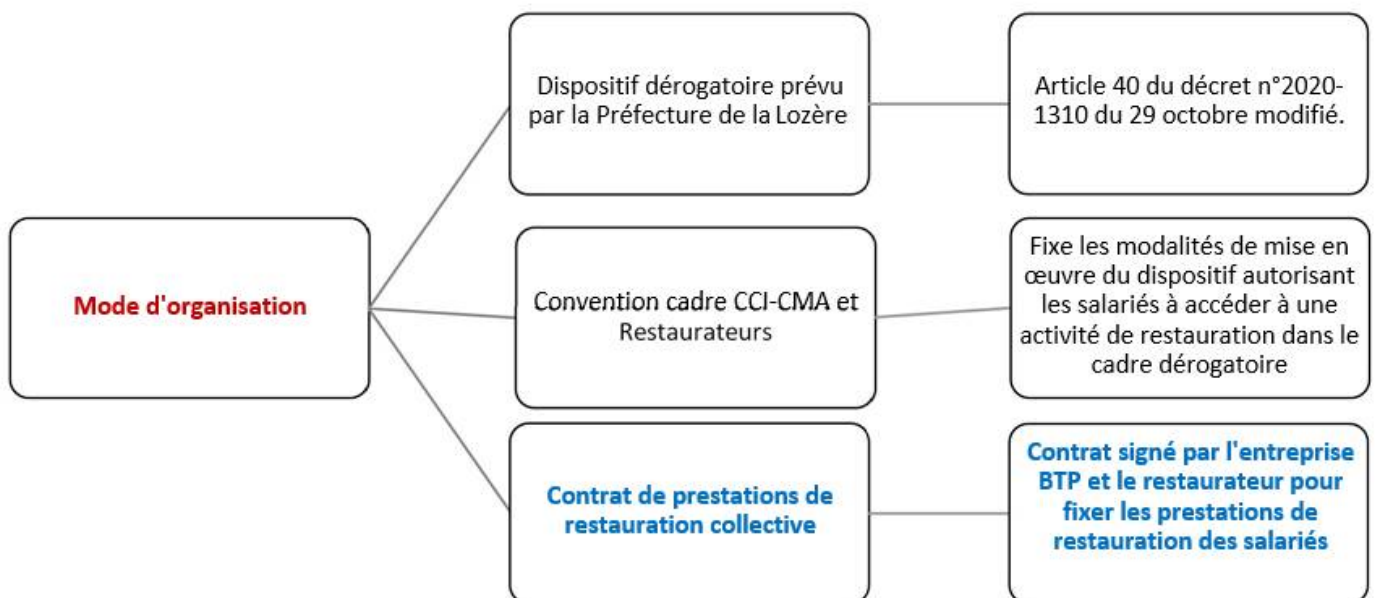 Mode d'organisation
Dispositif dérogatoire prévu
par la Préfecture de la Lozère
Article 40 du décret n°2020-
1310 du 29 octobre modifié.
Convention cadre CCI-CMA et
Restaurateurs
Fixe les modalités de mise en
œuvre du dispositif autorisant
les salariés à accéder à une
activité de restauration dans le
cadre dérogatoire
Contrat de prestations de
restauration collective
Contrat signé par l'entreprise
BTP et le restaurateur pour
fixer les prestations de
restauration des salariés